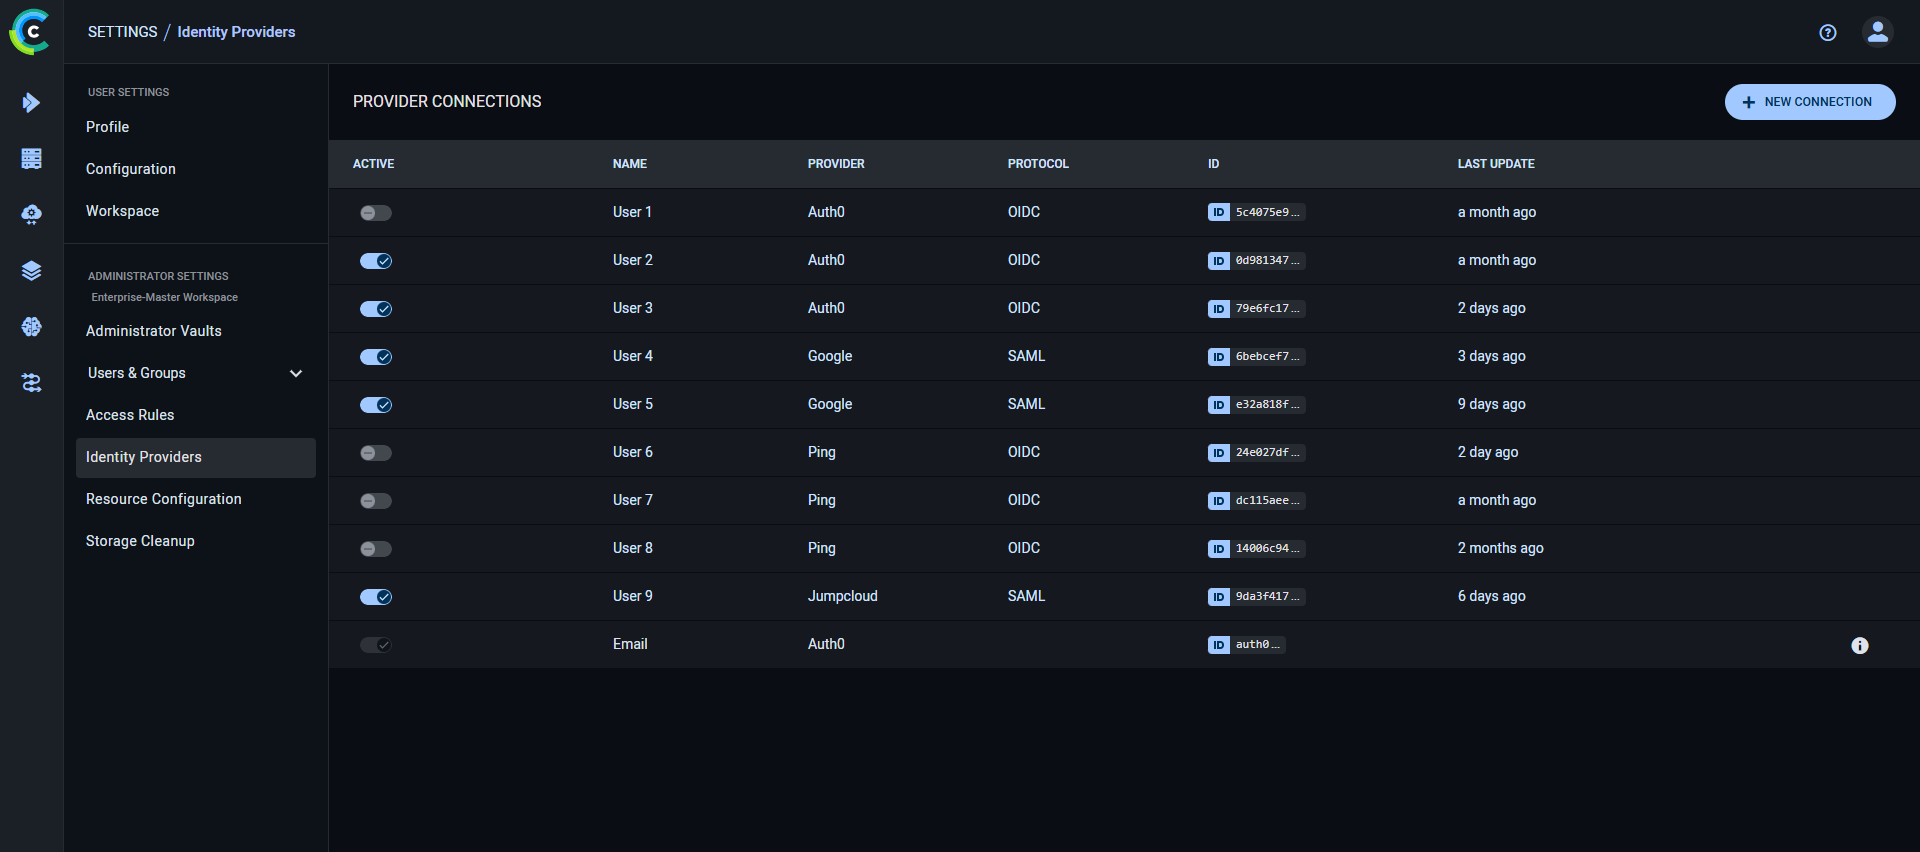 SETTINGS / Identity Providers
USER SETTINGS
Profile
Configuration
Workspace
ADMINISTRATOR SETTINGS
Enterprise-Master Workspace
Administrator Vaults
Users & Groups
Access Rules
Identity Providers
Resource Configuration
Storage Cleanup
PROVIDER CONNECTIONS
+ NEW CONNECTION
ACTIVE NAME PROVIDER PROTOCOL ID LAST UPDATE
User 1 Auth0 OIDC ID 5c4075e9... a month ago
User 2 Auth0 OIDC ID 0d981347... a month ago
User 3 Auth0 OIDC ID 79e6fc17... 2 days ago
User 4 Google SAML ID 6bebcef7... 3 days ago
User 5 Google SAML ID e32a818f... 9 days ago
User 6 Ping OIDC ID 24e027df... 2 day ago
User 7 Ping OIDC ID dc115aee... a month ago
User 8 Ping OIDC ID 14006c94... 2 months ago
User 9 Jumpcloud SAML ID 9da3f417... 6 days ago
Email Auth0 ID auth0...